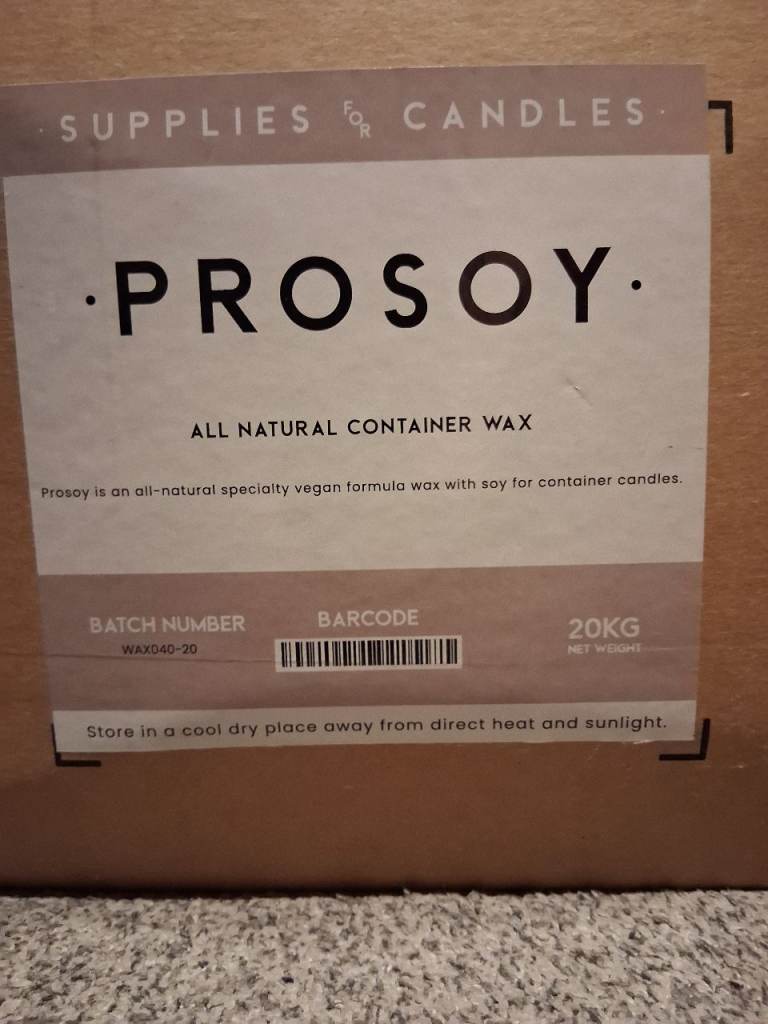 · SUPPLIES FOR CANDLES ·
· PROSOY ·
ALL NATURAL CONTAINER WAX
Prosoy is an all-natural specialty vegan formula wax with soy for container candles.
BATCH NUMBER BARCODE 20KG
WAX040-20 NET WEIGHT
Store in a cool dry place away from direct heat and sunlight.